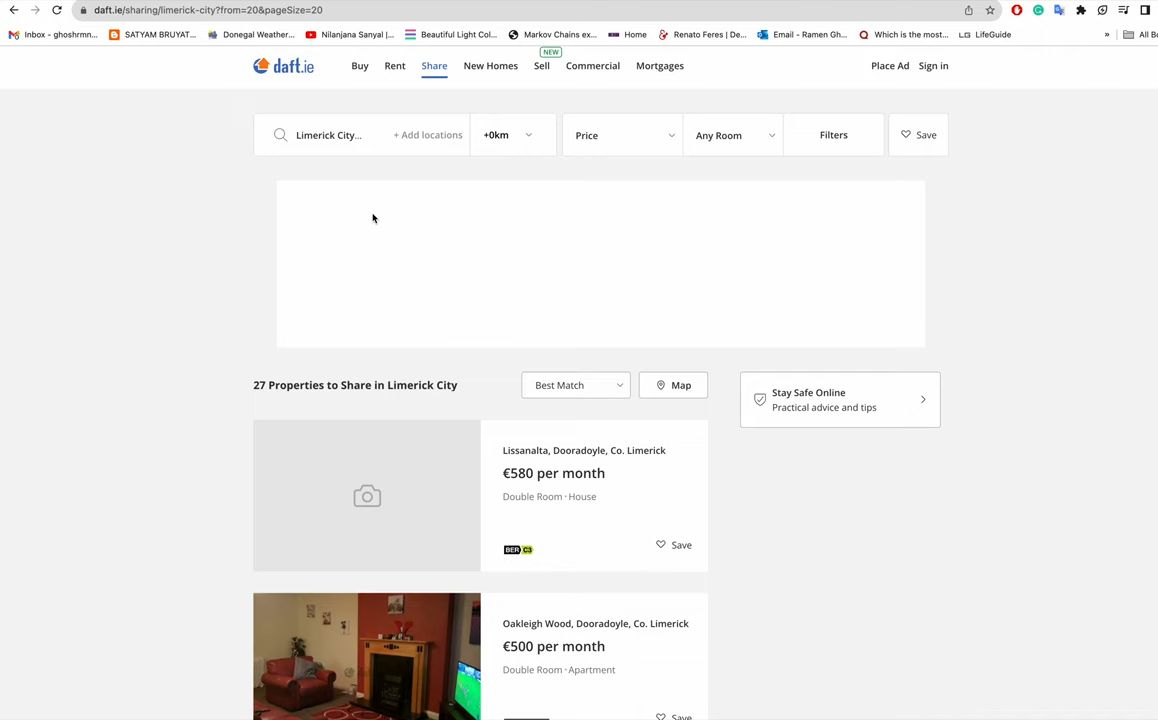 daft.ie/sharing/limerick-city?from=20&pageSize=20
Inbox - ghoshrmn... SATYAM BRUYAT... Donegal Weather... Nilanjana Sanyal |... Beautiful Light Col... Markov Chains ex... Home Renato Feres | De... Email - Ramen Gh... Which is the most... LG LifeGuide » All Bo
NEW
daft.ie Buy Rent Share New Homes Sell Commercial Mortgages Place Ad Sign in
Limerick City... + Add locations +0km Price Any Room Filters Save
27 Properties to Share in Limerick City Best Match Map
Stay Safe Online
Practical advice and tips
Lissanalta, Dooradoyle, Co. Limerick
€580 per month
Double Room · House
BER C3 Save
Oakleigh Wood, Dooradoyle, Co. Limerick
€500 per month
Double Room · Apartment
Save